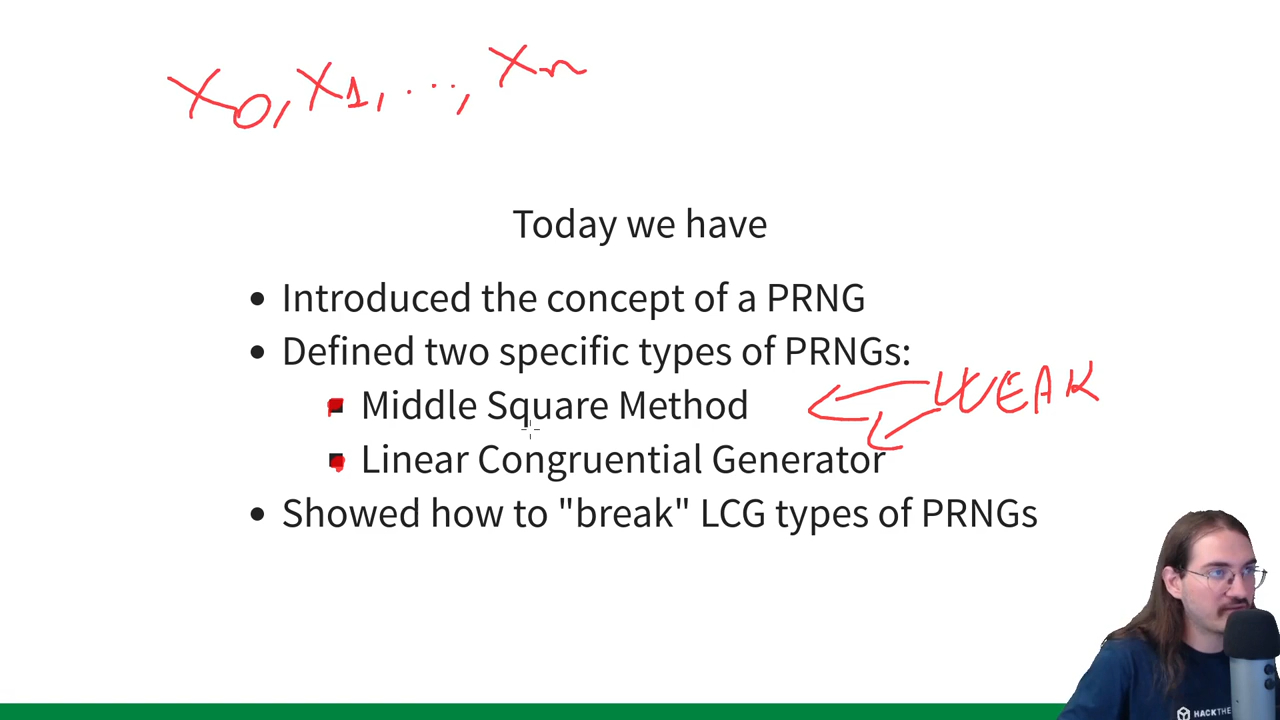 X0, X1, ..., Xn
Today we have
• Introduced the concept of a PRNG
• Defined two specific types of PRNGs:
▪ Middle Square Method
WEAK
▪ Linear Congruential Generator
• Showed how to "break" LCG types of PRNGs
HACKTHE